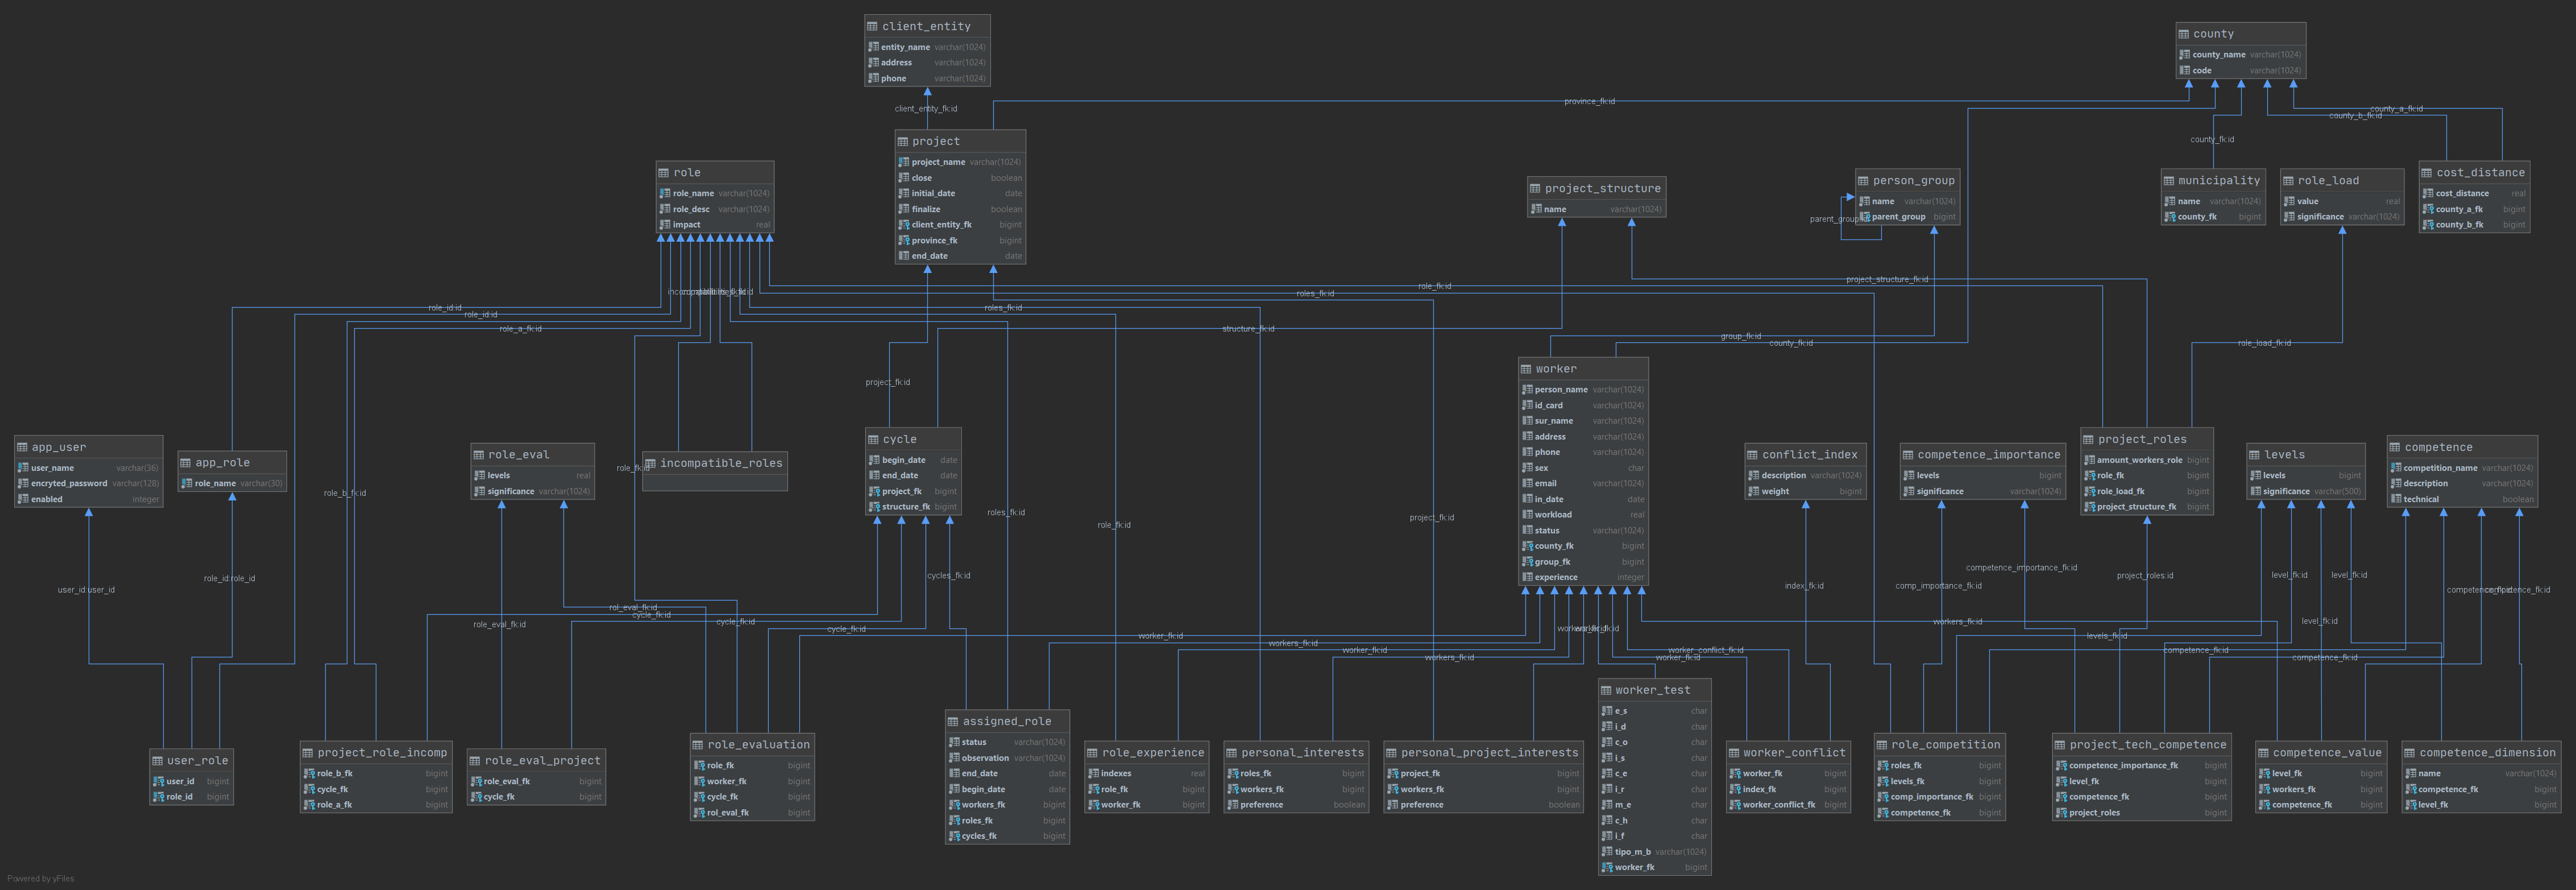 client_entity
entity_name varchar(1024)
address varchar(1024)
phone varchar(1024)
county
county_name varchar(1024)
code varchar(1024)
client_entity_fk:id
province_fk:id
county_a_fk:id
county_b_fk:id
county_fk:id
project
project_name varchar(1024)
close boolean
initial_date date
finalize boolean
client_entity_fk bigint
province_fk bigint
end_date date
role
role_name varchar(1024)
role_desc varchar(1024)
impact real
project_structure
name varchar(1024)
person_group
name varchar(1024)
parent_group bigint
municipality
name varchar(1024)
county_fk bigint
role_load
value real
significance varchar(1024)
cost_distance
cost_distance real
county_a_fk bigint
county_b_fk bigint
project_structure_fk:id
role_fk:id
roles_fk:id
role_id:id
roles_fk:id
role_id:id
role_a_fk:id
structure_fk:id
group_fk:id
county_fk:id
role_load_fk:id
project_fk:id
worker
person_name varchar(1024)
id_card varchar(1024)
sur_name varchar(1024)
address varchar(1024)
phone varchar(1024)
sex char
email varchar(1024)
in_date date
workload real
status varchar(1024)
county_fk bigint
group_fk bigint
experience integer
app_user
user_name varchar(36)
encryted_password varchar(128)
enabled integer
app_role
role_name varchar(30)
role_eval
levels real
significance varchar(1024)
incompatible_roles
cycle
begin_date date
end_date date
project_fk bigint
structure_fk bigint
conflict_index
description varchar(1024)
weight bigint
competence_importance
levels bigint
significance varchar(1024)
project_roles
amount_workers_role bigint
role_fk bigint
role_load_fk bigint
project_structure_fk bigint
levels
levels bigint
significance varchar(500)
competence
competition_name varchar(1024)
description varchar(1024)
technical boolean
role_b_fk:id
roles_fk:id
project_fk:id
role_fk:id
competence_importance_fk:id
cycles_fk:id
project_roles:id
level_fk:id
level_fk:id
role_id:role_id
user_id:user_id
index_fk:id
comp_importance_fk:id
rol_eval_fk:id
cycle_fk:id
role_eval_fk:id
cycle_fk:id
cycle_fk:id
worker_fk:id
workers_fk:id
level_fk:id
levels_fk:id
workers_fk:id
worker_fk:id
worker_conflict_fk:id
competence_fk:id
workers_fk:id
worker_fk:id
competence_fk:id
worker_test
e_s char
i_d char
c_o char
i_s char
c_e char
i_r char
m_e char
c_h char
i_f char
tipo_m_b varchar(1024)
worker_fk bigint
user_role
user_id bigint
role_id bigint
project_role_incomp
role_b_fk bigint
cycle_fk bigint
role_a_fk bigint
role_eval_project
role_eval_fk bigint
cycle_fk bigint
role_evaluation
role_fk bigint
worker_fk bigint
cycle_fk bigint
rol_eval_fk bigint
assigned_role
status varchar(1024)
observation varchar(1024)
end_date date
begin_date date
workers_fk bigint
roles_fk bigint
cycles_fk bigint
role_experience
indexes real
role_fk bigint
worker_fk bigint
personal_interests
roles_fk bigint
workers_fk bigint
preference boolean
personal_project_interests
project_fk bigint
workers_fk bigint
preference boolean
worker_conflict
worker_fk bigint
index_fk bigint
worker_conflict_fk bigint
role_competition
roles_fk bigint
levels_fk bigint
comp_importance_fk bigint
competence_fk bigint
project_tech_competence
competence_importance_fk bigint
level_fk bigint
competence_fk bigint
project_roles bigint
competence_value
level_fk bigint
workers_fk bigint
competence_fk bigint
competence_dimension
name varchar(1024)
competence_fk bigint
level_fk bigint
Powered by yFiles